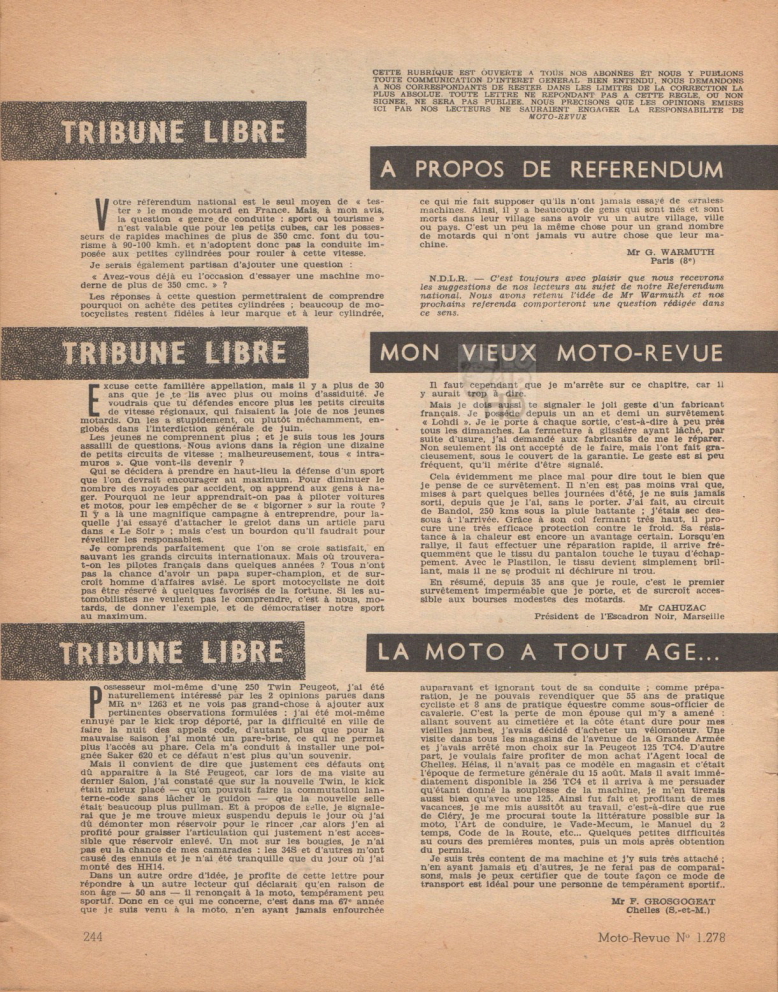 CETTE RUBRIQUE EST OUVERTE A TOUS NOS ABONNES ET NOUS Y PUBLIONS
TOUTE COMMUNICATION D'INTERET GENERAL. BIEN ENTENDU, NOUS DEMANDONS
A NOS CORRESPONDANTS DE RESTER DANS LES LIMITES DE LA CORRECTION LA
PLUS ABSOLUE. TOUTE LETTRE NE REPONDANT PAS A CETTE REGLE, OU NON
SIGNEE, NE SERA PAS PUBLIEE. NOUS PRECISONS QUE LES OPINIONS EMISES
ICI PAR NOS LECTEURS NE SAURAIENT ENGAGER LA RESPONSABILITE DE
MOTO-REVUE
TRIBUNE LIBRE
A PROPOS DE REFERENDUM
Votre référendum national est le seul moyen de « tes-
ter » le monde motard en France. Mais, à mon avis,
la question « genre de conduite : sport ou tourisme »
n'est valable que pour les petits cubes, car les posses-
seurs de rapides machines de plus de 350 cmc. font du tou-
risme à 90-100 kmh. et n'adoptent donc pas la conduite im-
posée aux petites cylindrées pour rouler à cette vitesse.
Je serais également partisan d'ajouter une question :
« Avez-vous déjà eu l'occasion d'essayer une machine mo-
derne de plus de 350 cmc. » ?
Les réponses à cette question permettraient de comprendre
pourquoi on achète des petites cylindrées ; beaucoup de mo-
tocyclistes restent fidèles à leur marque et à leur cylindrée,
ce qui me fait supposer qu'ils n'ont jamais essayé de «vraies»
machines. Ainsi, il y a beaucoup de gens qui sont nés et sont
morts dans leur village sans avoir vu un autre village, ville
ou pays. C'est un peu la même chose pour un grand nombre
de motards qui n'ont jamais vu autre chose que leur ma-
chine.
Mr G. WARMUTH
Paris (8e)
N.D.L.R. — C'est toujours avec plaisir que nous recevrons
les suggestions de nos lecteurs au sujet de notre Referendum
national. Nous avons retenu l'idée de Mr Warmuth et nos
prochains referenda comporteront une question rédigée dans
ce sens.
TRIBUNE LIBRE
MON VIEUX MOTO-REVUE
Excuse cette familière appellation, mais il y a plus de 30
ans que je te lis avec plus ou moins d'assiduité. Je
voudrais que tu défendes encore plus les petits circuits
de vitesse régionaux, qui faisaient la joie de nos jeunes
motards. On les a stupidement, ou plutôt méchamment, en-
globés dans l'interdiction générale de juin.
Les jeunes ne comprennent plus ; et je suis tous les jours
assailli de questions. Nous avions dans la région une dizaine
de petits circuits de vitesse ; malheureusement, tous « intra-
muros ». Que vont-ils devenir ?
Qui se décidera à prendre en haut-lieu la défense d'un sport
que l'on devrait encourager au maximum. Pour diminuer le
nombre des noyades par accident, on apprend aux gens à na-
ger. Pourquoi ne leur apprendrait-on pas à piloter voitures
et motos, pour les empêcher de se « bigorner » sur la route ?
Il y a là une magnifique campagne à entreprendre, pour la-
quelle j'ai essayé d'attacher le grelot dans un article paru
dans « Le Soir » ; mais c'est un bourdon qu'il faudrait pour
réveiller les responsables.
Je comprends parfaitement que l'on se croie satisfait, en
sauvant les grands circuits internationaux. Mais où trouvera-
t-on les pilotes français dans quelques années ? Tous n'ont
pas la chance d'avoir un papa super-champion, et de sur-
croît homme d'affaires avisé. Le sport motocycliste ne doit
pas être réservé à quelques favorisés de la fortune. Si les au-
tomobilistes ne veulent pas le comprendre, c'est à nous, mo-
tards, de donner l'exemple, et de démocratiser notre sport
au maximum.
Il faut cependant que je m'arrête sur ce chapitre, car il
y aurait trop à dire.
Mais je dois aussi te signaler le joli geste d'un fabricant
français. Je possède depuis un an et demi un survêtement
« Lohdi ». Je le porte à chaque sortie, c'est-à-dire à peu près
tous les dimanches. La fermeture à glissière ayant lâché, par
suite d'usure, j'ai demandé aux fabricants de me le réparer.
Non seulement ils ont accepté de le faire, mais l'ont fait gra-
cieusement, sous le couvert de la garantie. Le geste est si peu
fréquent, qu'il mérite d'être signalé.
Cela évidemment me place mal pour dire tout le bien que
je pense de ce survêtement. Il n'en est pas moins vrai que,
mises à part quelques belles journées d'été, je ne suis jamais
sorti, depuis que je l'ai, sans le porter. J'ai fait, au circuit
de Bandol, 250 kms sous la pluie battante ; j'étais sec des-
sous à l'arrivée. Grâce à son col fermant très haut, il pro-
cure une très efficace protection contre le froid. Sa résis-
tance à la chaleur est encore un avantage certain. Lorsqu'en
rallye, il faut effectuer une réparation rapide, il arrive fré-
quemment que le tissu du pantalon touche le tuyau d'échap-
pement. Avec le Plastilon, le tissu devient simplement bril-
lant, mais il ne se produit ni déchirure ni trou.
En résumé, depuis 35 ans que je roule, c'est le premier
survêtement imperméable que je porte, et de surcroît acces-
sible aux bourses modestes des motards.
Mr CAHUZAC
Président de l'Escadron Noir, Marseille
TRIBUNE LIBRE
LA MOTO A TOUT AGE...
Possesseur moi-même d'une 250 Twin Peugeot, j'ai été
naturellement intéressé par les 2 opinions parues dans
MR n° 1263 et ne vois pas grand-chose à ajouter aux
pertinentes observations formulées ; j'ai été moi-même
ennuyé par le kick trop déporté, par la difficulté en ville de
faire la nuit des appels code, d'autant plus que pour la
mauvaise saison j'ai monté un pare-brise, ce qui ne permet
plus l'accès au phare. Cela m'a conduit à installer une poi-
gnée Saker 620 et ce défaut n'est plus qu'un souvenir.
Mais il convient de dire que justement ces défauts ont
dû apparaître à la Sté Peugeot, car lors de ma visite au
dernier Salon, j'ai constaté que sur la nouvelle Twin, le kick
était mieux placé — qu'on pouvait faire la commutation lan-
terne-code sans lâcher le guidon — que la nouvelle selle
était beaucoup plus pullman. Et à propos de selle, je signale-
rai que je me trouve mieux suspendu depuis le jour où j'ai
dû démonter mon réservoir pour le rincer car alors j'en ai
profité pour graisser l'articulation qui justement n'est acces-
sible que réservoir enlevé. Un mot sur les bougies, je n'ai
pas eu la chance de mes camarades : les 34S et d'autres m'ont
causé des ennuis et je n'ai été tranquille que du jour où j'ai
monté des HH14.
Dans un autre ordre d'idée, je profite de cette lettre pour
répondre à un autre lecteur qui déclarait qu'en raison de
son âge — 50 ans — il renonçait à la moto, tempérament peu
sportif. Donc en ce qui me concerne, c'est dans ma 67e année
que je suis venu à la moto, n'en ayant jamais enfourchée
auparavant et ignorant tout de sa conduite ; comme prépa-
ration, je ne pouvais revendiquer que 55 ans de pratique
cycliste et 8 ans de pratique équestre comme sous-officier de
cavalerie. C'est la perte de mon épouse qui m'y a amené :
allant souvent au cimetière et la côte étant dure pour mes
vieilles jambes, j'avais décidé d'acheter un vélomoteur. Une
visite dans tous les magasins de l'avenue de la Grande Armée
et j'avais arrêté mon choix sur la Peugeot 125 TC4. D'autre
part, je voulais faire profiter de mon achat l'Agent local de
Chelles. Hélas, il n'avait pas ce modèle en magasin et c'était
l'époque de fermeture générale du 15 août. Mais il avait immé-
diatement disponible la 256 TC4 et il arriva à me persuader
qu'étant donné la souplesse de la machine, je m'en tirerais
aussi bien qu'avec une 125. Ainsi fut fait et profitant de mes
vacances, je me mis aussitôt au travail, c'est-à-dire que rue
de Cléry, je me procurai toute la littérature possible sur la
moto, l'Art de conduire, le Vade-Mecum, le Manuel du 2
temps, Code de la Route, etc... Quelques petites difficultés
au cours des premières montes, puis un mois après obtention
du permis.
Je suis très content de ma machine et j'y suis très attaché ;
n'en ayant jamais eu d'autres, je ne ferai pas de comparai-
sons, mais je peux certifier que de toute façon ce mode de
transport est idéal pour une personne de tempérament sportif..
Mr F. GROSGOGEAT
Chelles (S.-et-M.)
244
Moto-Revue N° 1.278